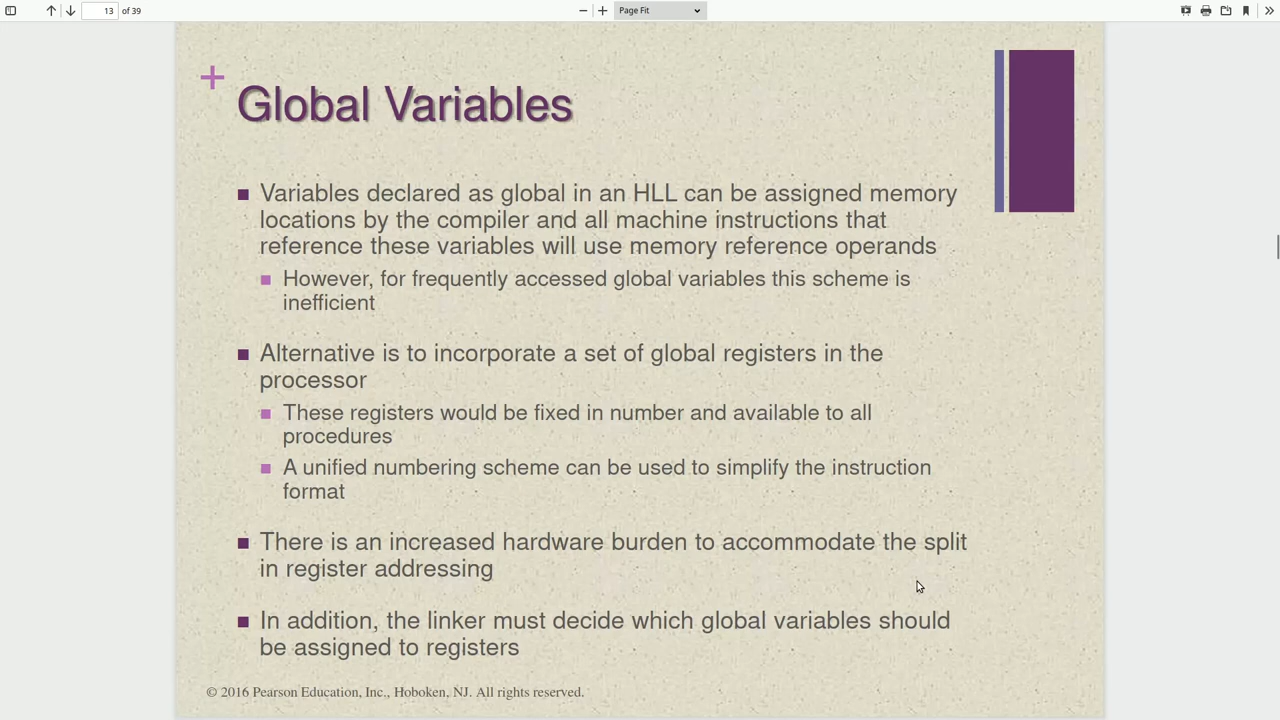 13 of 39 Page Fit
+
Global Variables
Variables declared as global in an HLL can be assigned memory
locations by the compiler and all machine instructions that
reference these variables will use memory reference operands
However, for frequently accessed global variables this scheme is
inefficient
Alternative is to incorporate a set of global registers in the
processor
These registers would be fixed in number and available to all
procedures
A unified numbering scheme can be used to simplify the instruction
format
There is an increased hardware burden to accommodate the split
in register addressing
In addition, the linker must decide which global variables should
be assigned to registers
© 2016 Pearson Education, Inc., Hoboken, NJ. All rights reserved.